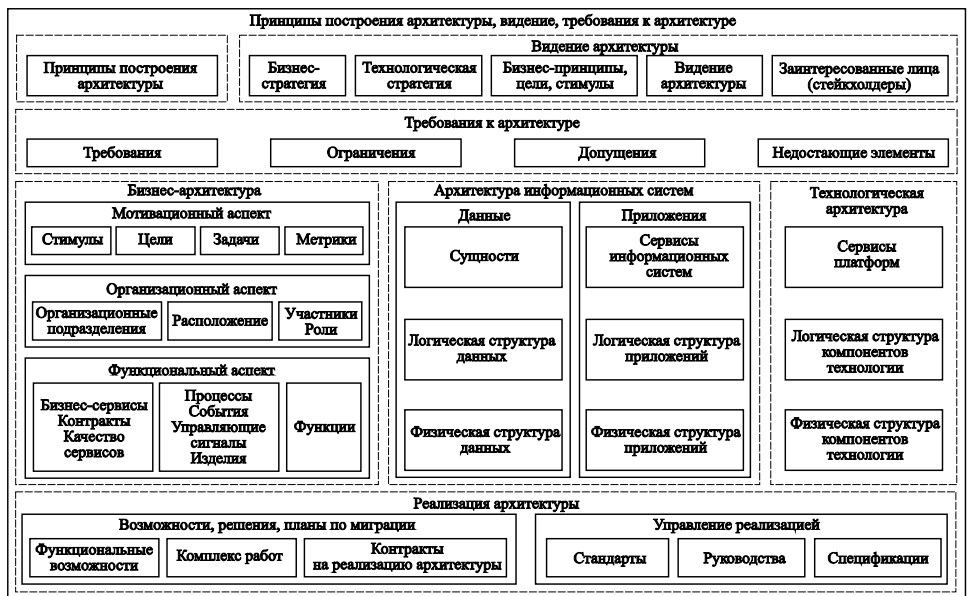 Принципы построения архитектуры, видение, требования к архитектуре
Принципы построения
архитектуры
Видение архитектуры
Бизнес-
стратегия
Технологическая
стратегия
Бизнес-принципы,
цели, стимулы
Видение
архитектуры
Заинтересованные лица
(стейкхолдеры)
Требования к архитектуре
Требования
Ограничения
Допущения
Недостающие элементы
Бизнес-архитектура
Мотивационный аспект
Стимулы
Цели
Задачи
Метрики
Организационный аспект
Организационные
подразделения
Расположение
Участники
Роли
Функциональный аспект
Бизнес-сервисы
Контракты
Качество
сервисов
Процессы
События
Управляющие
сигналы
Изделия
Функции
Архитектура информационных систем
Данные
Сущности
Логическая структура
данных
Физическая структура
данных
Приложения
Сервисы
информационных
систем
Логическая структура
приложений
Физическая структура
приложений
Технологическая
архитектура
Сервисы
платформ
Логическая структура
компонентов
технологии
Физическая структура
компонентов
технологии
Реализация архитектуры
Возможности, решения, планы по миграции
Функциональные
возможности
Комплекс работ
Контракты
на реализацию архитектуры
Управление реализацией
Стандарты
Руководства
Спецификации